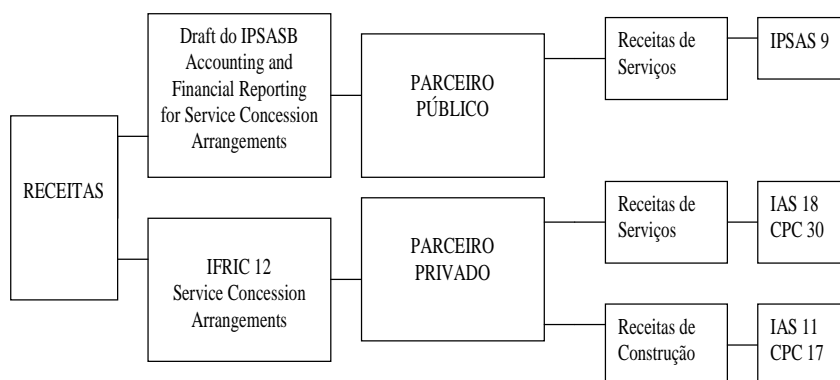 RECEITAS
Draft do IPSASB
Accounting and
Financial Reporting
for Service Concession
Arrangements
PARCEIRO
PÚBLICO
Receitas de
Serviços
IPSAS 9
IFRIC 12
Service Concession
Arrangements
PARCEIRO
PRIVADO
Receitas de
Serviços
IAS 18
CPC 30
Receitas de
Construção
IAS 11
CPC 17